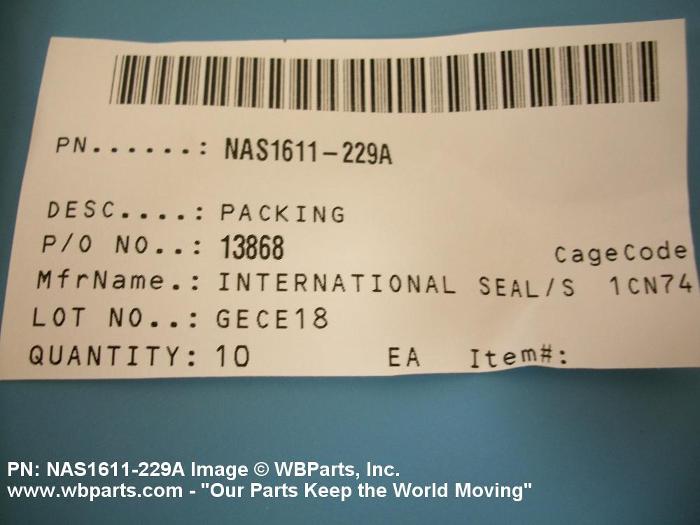 PN......: NAS1611-229A
DESC....: PACKING
P/O NO..: 13868 CageCode
MfrName.: INTERNATIONAL SEAL/S 1CN74
LOT NO..: GECE18
QUANTITY: 10 EA Item#:
PN: NAS1611-229A Image © WBParts, Inc.
www.wbparts.com - "Our Parts Keep the World Moving"